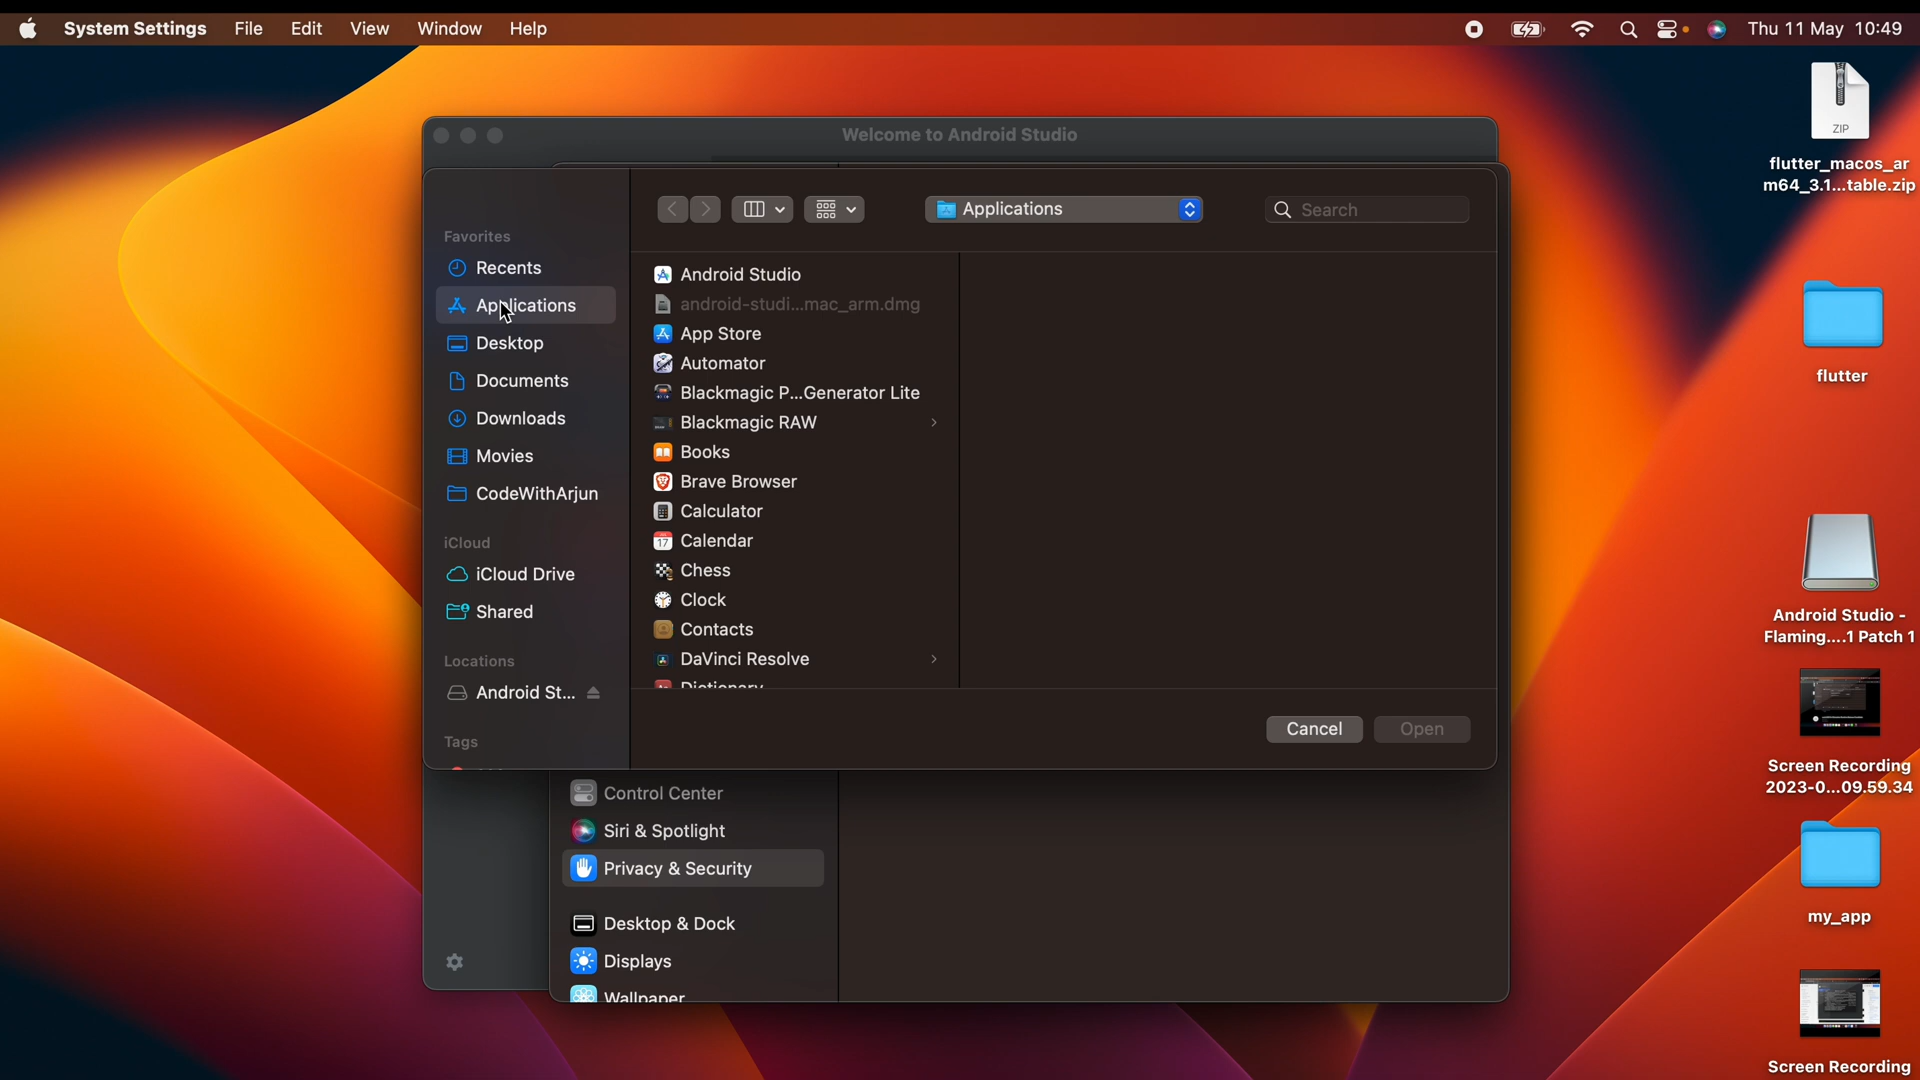 System Settings File Edit View Window Help Thu 11 May 10:49
ZIP
flutter_macos_ar
m64_3.1...table.zip
Welcome to Android Studio
Applications
Search
Favorites
Recents
Applications
Desktop
Documents
Downloads
Movies
CodeWithArjun
iCloud
iCloud Drive
Shared
Locations
Android St...
Tags
Android Studio
android-studi...mac_arm.dmg
App Store
Automator
Blackmagic P...Generator Lite
Blackmagic RAW
Books
Brave Browser
Calculator
17
Calendar
Chess
Clock
Contacts
DaVinci Resolve
Dictionary
Cancel
Open
Control Center
Siri & Spotlight
Privacy & Security
Desktop & Dock
Displays
Wallpaper
flutter
Android Studio -
Flaming....1 Patch 1
Screen Recording
2023-0...09.59.34
my_app
Screen Recording